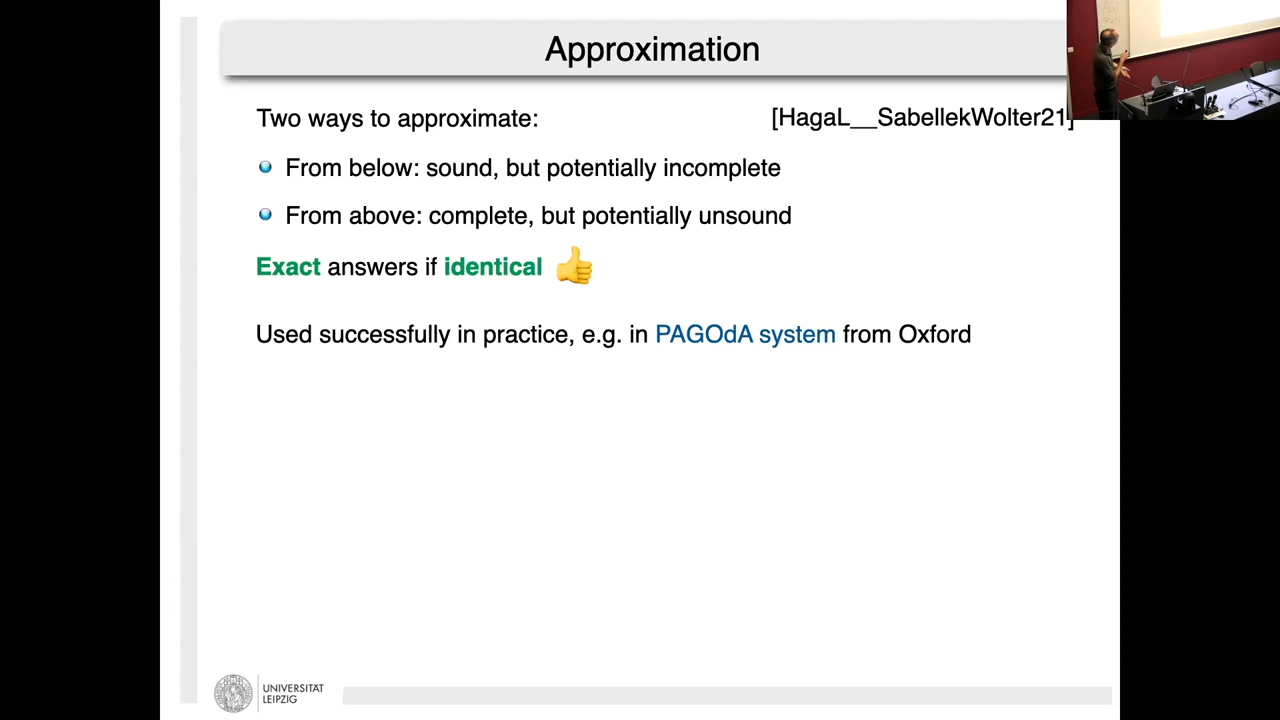 Approximation
Two ways to approximate: [HagaL__SabellekWolter21]
From below: sound, but potentially incomplete
From above: complete, but potentially unsound
Exact answers if identical 👍
Used successfully in practice, e.g. in PAGOdA system from Oxford
UNIVERSITÄT
LEIPZIG